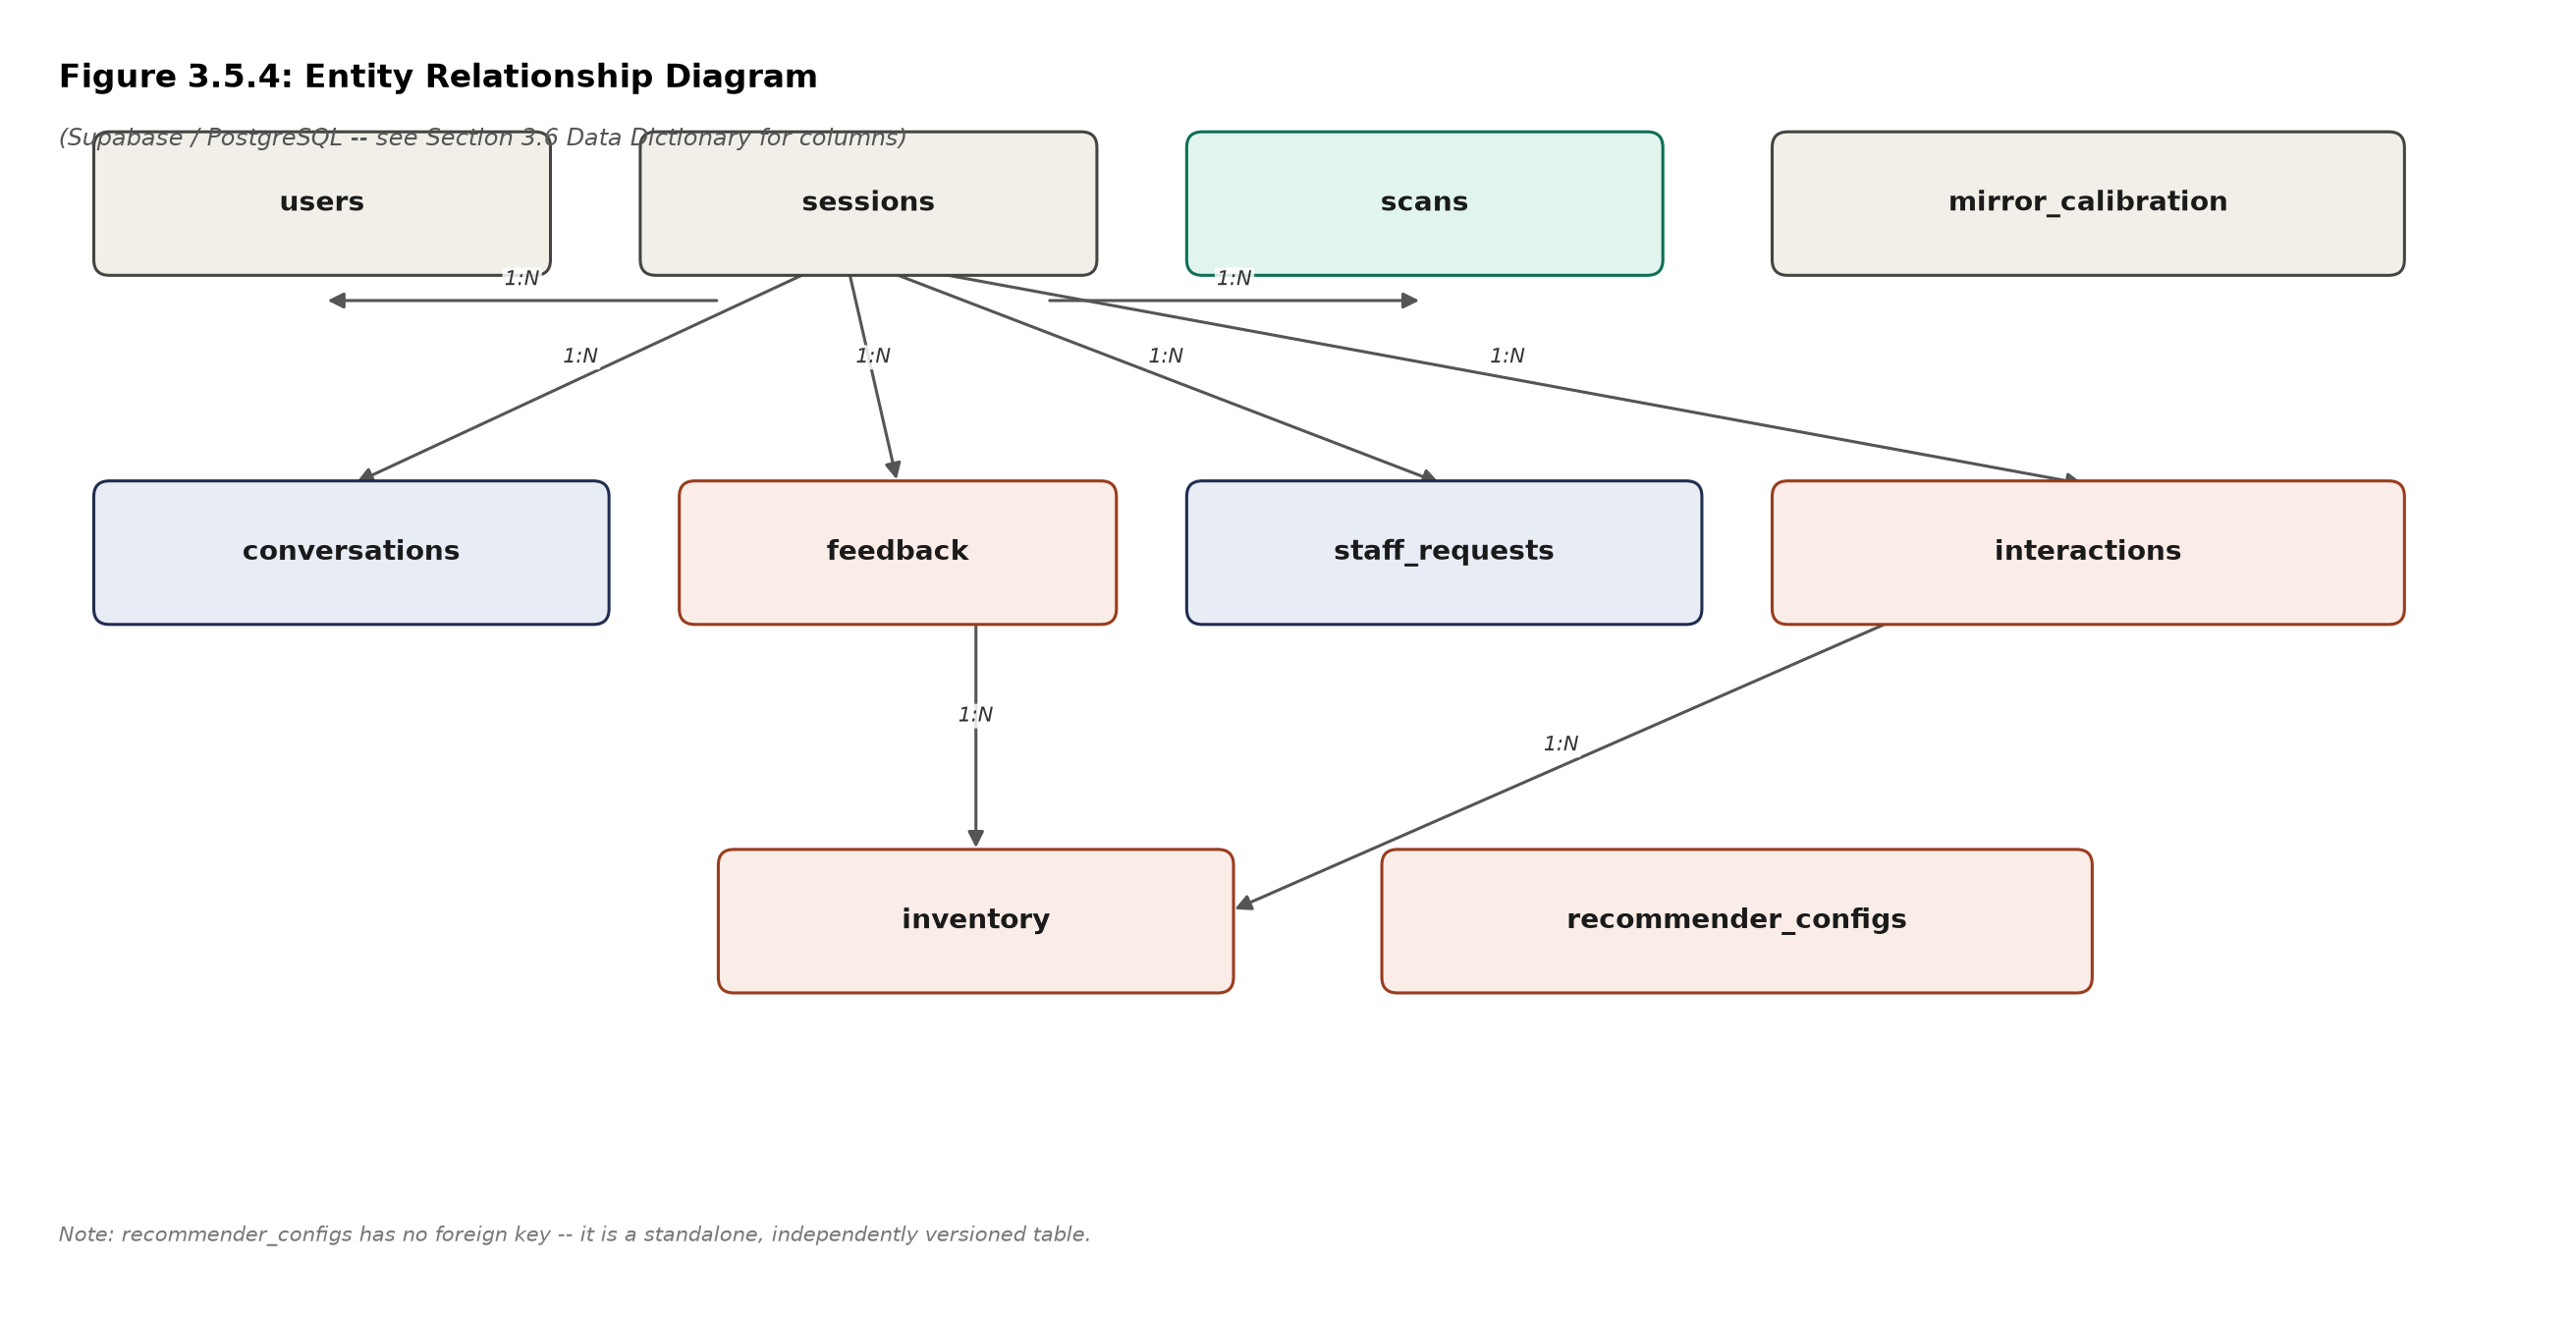 Figure 3.5.4: Entity Relationship Diagram
(Supabase / PostgreSQL -- see Section 3.6 Data Dictionary for columns)
users
sessions
scans
mirror_calibration
1:N
1:N
1:N
1:N
1:N
1:N
conversations
feedback
staff_requests
interactions
1:N
1:N
inventory
recommender_configs
Note: recommender_configs has no foreign key -- it is a standalone, independently versioned table.